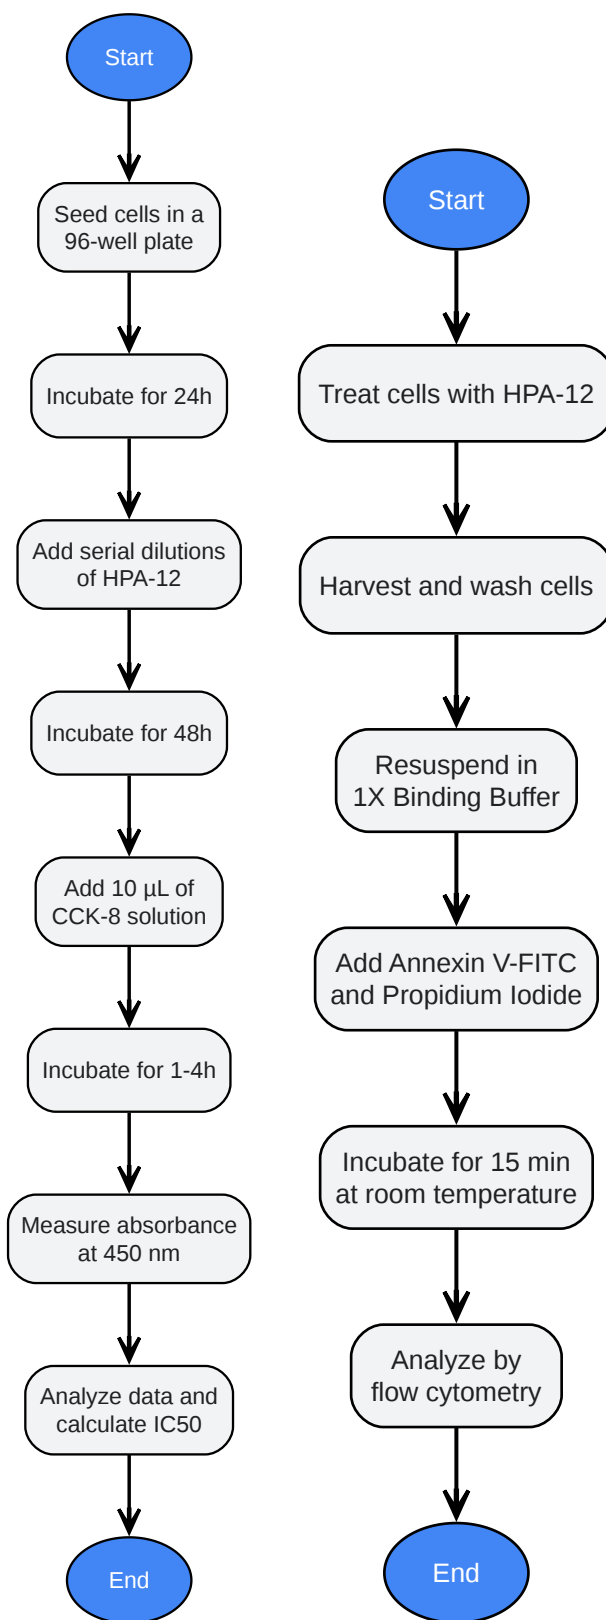 Start
Seed cells in a
96-well plate
Incubate for 24h
Add serial dilutions
of HPA-12
Incubate for 48h
Add 10 µL of
CCK-8 solution
Incubate for 1-4h
Measure absorbance
at 450 nm
Analyze data and
calculate IC50
End
Start
Treat cells with HPA-12
Harvest and wash cells
Resuspend in
1X Binding Buffer
Add Annexin V-FITC
and Propidium Iodide
Incubate for 15 min
at room temperature
Analyze by
flow cytometry
End